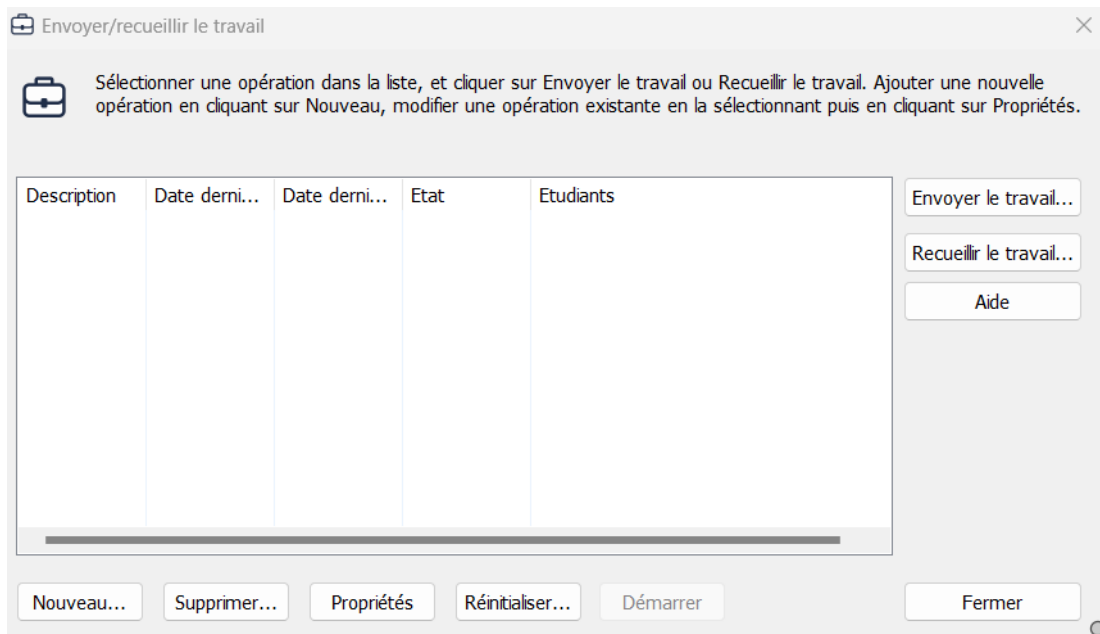 Envoyer/recueillir le travail
Sélectionner une opération dans la liste, et cliquer sur Envoyer le travail ou Recueillir le travail. Ajouter une nouvelle
opération en cliquant sur Nouveau, modifier une opération existante en la sélectionnant puis en cliquant sur Propriétés.
Description Date derni... Date derni... Etat Etudiants
Envoyer le travail...
Recueillir le travail...
Aide
Nouveau... Supprimer... Propriétés Réinitialiser... Démarrer Fermer